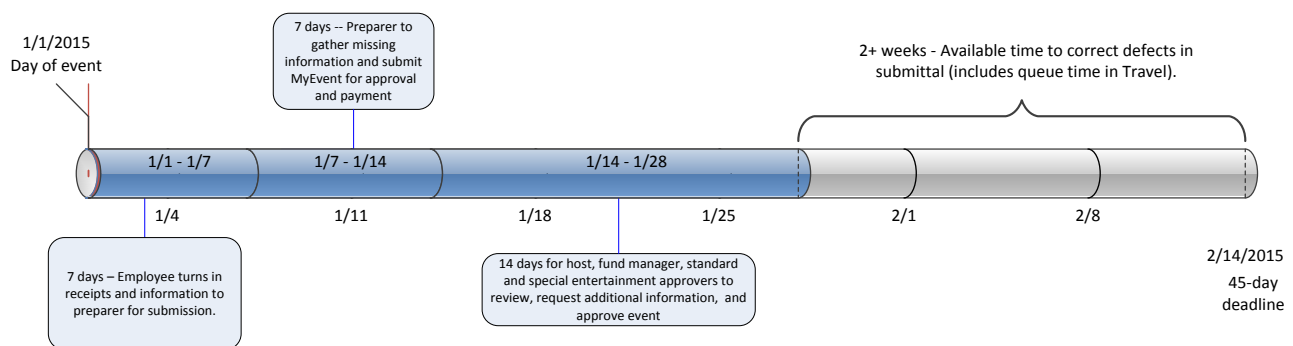 1/1/2015
Day of event
7 days -- Preparer to
gather missing
information and submit
MyEvent for approval
and payment
2+ weeks - Available time to correct defects in
submittal (includes queue time in Travel).
1/1 - 1/7
1/7 - 1/14
1/14 - 1/28
1/4
1/11
1/18
1/25
2/1
2/8
7 days – Employee turns in
receipts and information to
preparer for submission.
14 days for host, fund manager, standard
and special entertainment approvers to
review, request additional information,  and
approve event
2/14/2015
45-day
deadline